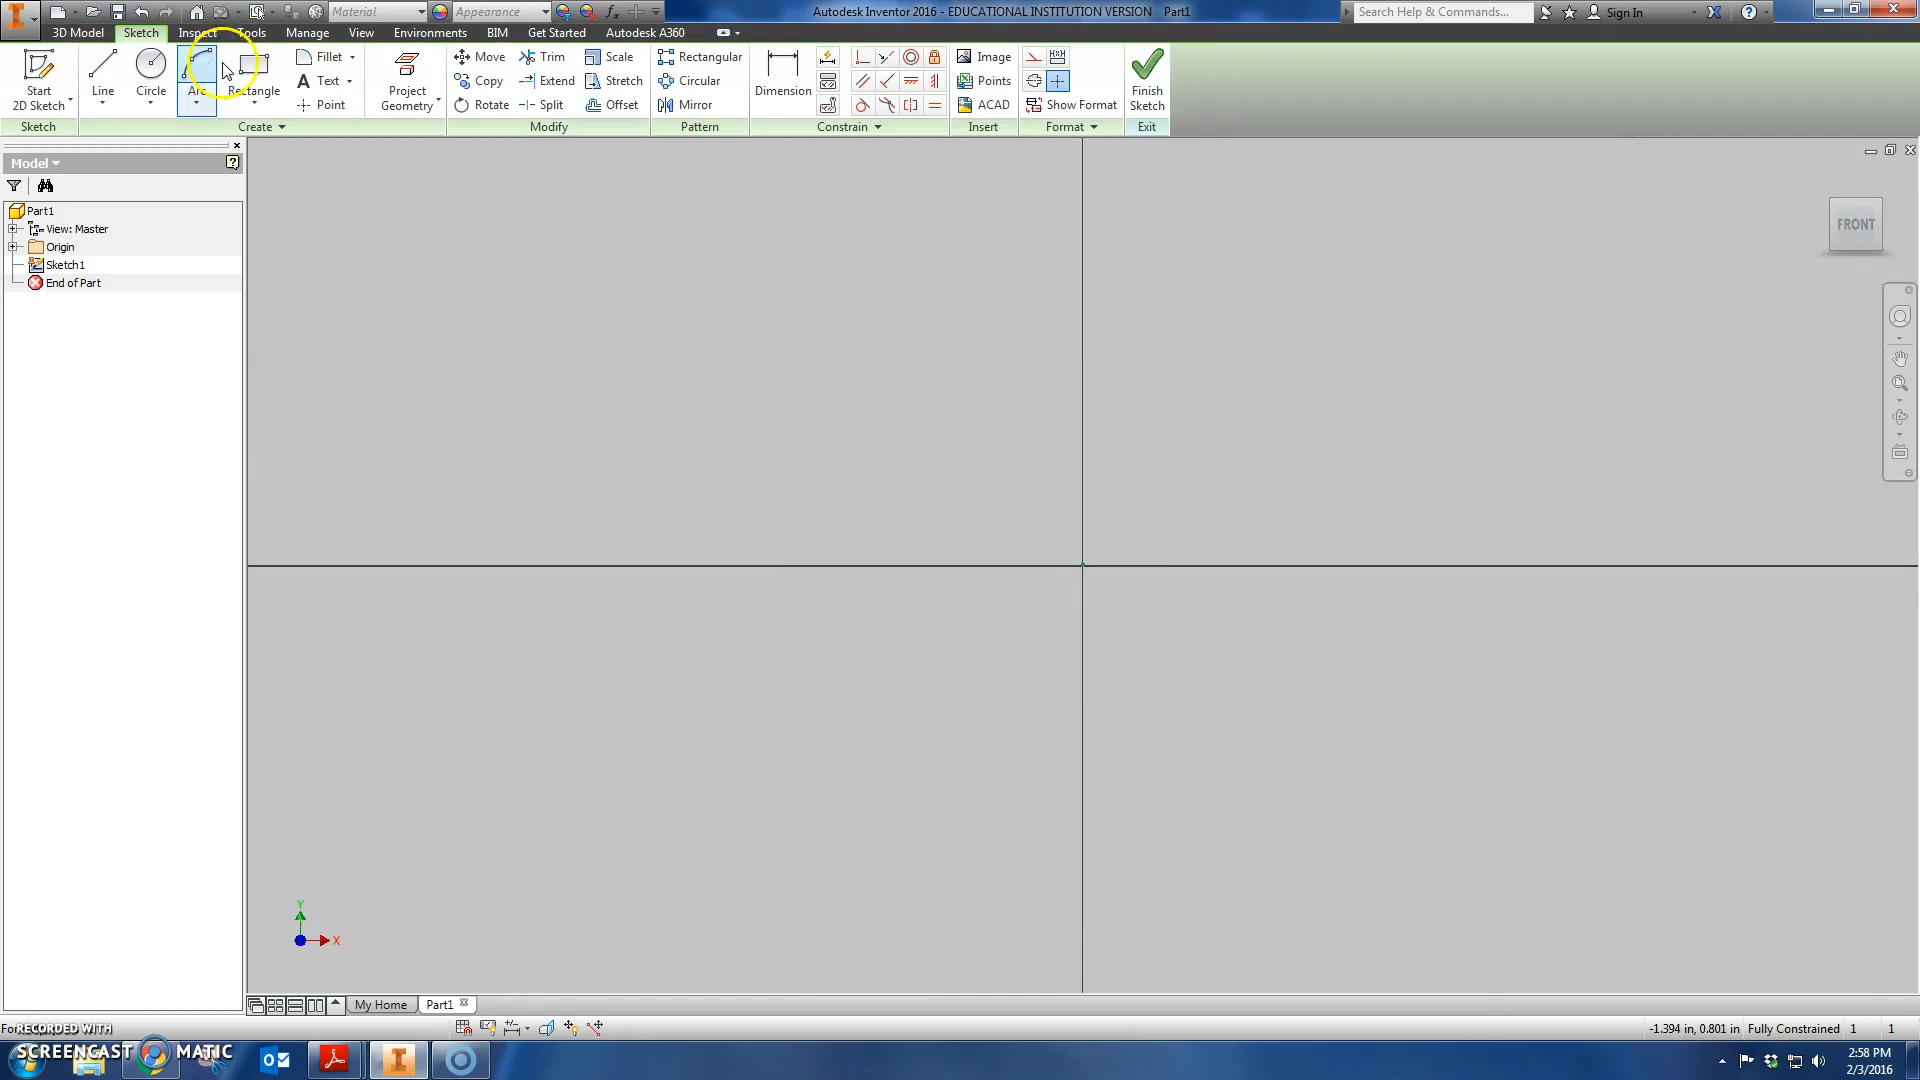 Material
Appearance
Autodesk Inventor 2016 - EDUCATIONAL INSTITUTION VERSION Part1
Search Help & Commands...
Sign In
3D Model
Sketch
Inspect
Tools
Manage
View
Environments
BIM
Get Started
Autodesk A360
Start
2D Sketch
Line
Circle
Arc
Rectangle
Fillet
Text
Point
Project
Geometry
Move
Copy
Rotate
Trim
Extend
Split
Scale
Stretch
Offset
Rectangular
Circular
Mirror
Dimension
Image
Points
ACAD
Show Format
Finish
Sketch
Sketch
Create
Modify
Pattern
Constrain
Insert
Format
Exit
Model
Part1
View: Master
Origin
Sketch1
End of Part
FRONT
Y
X
My Home
Part1
For
-1.394 in, 0.801 in Fully Constrained 1 1
RECORDED WITH
SCREENCAST MATIC
2:58 PM
2/3/2016